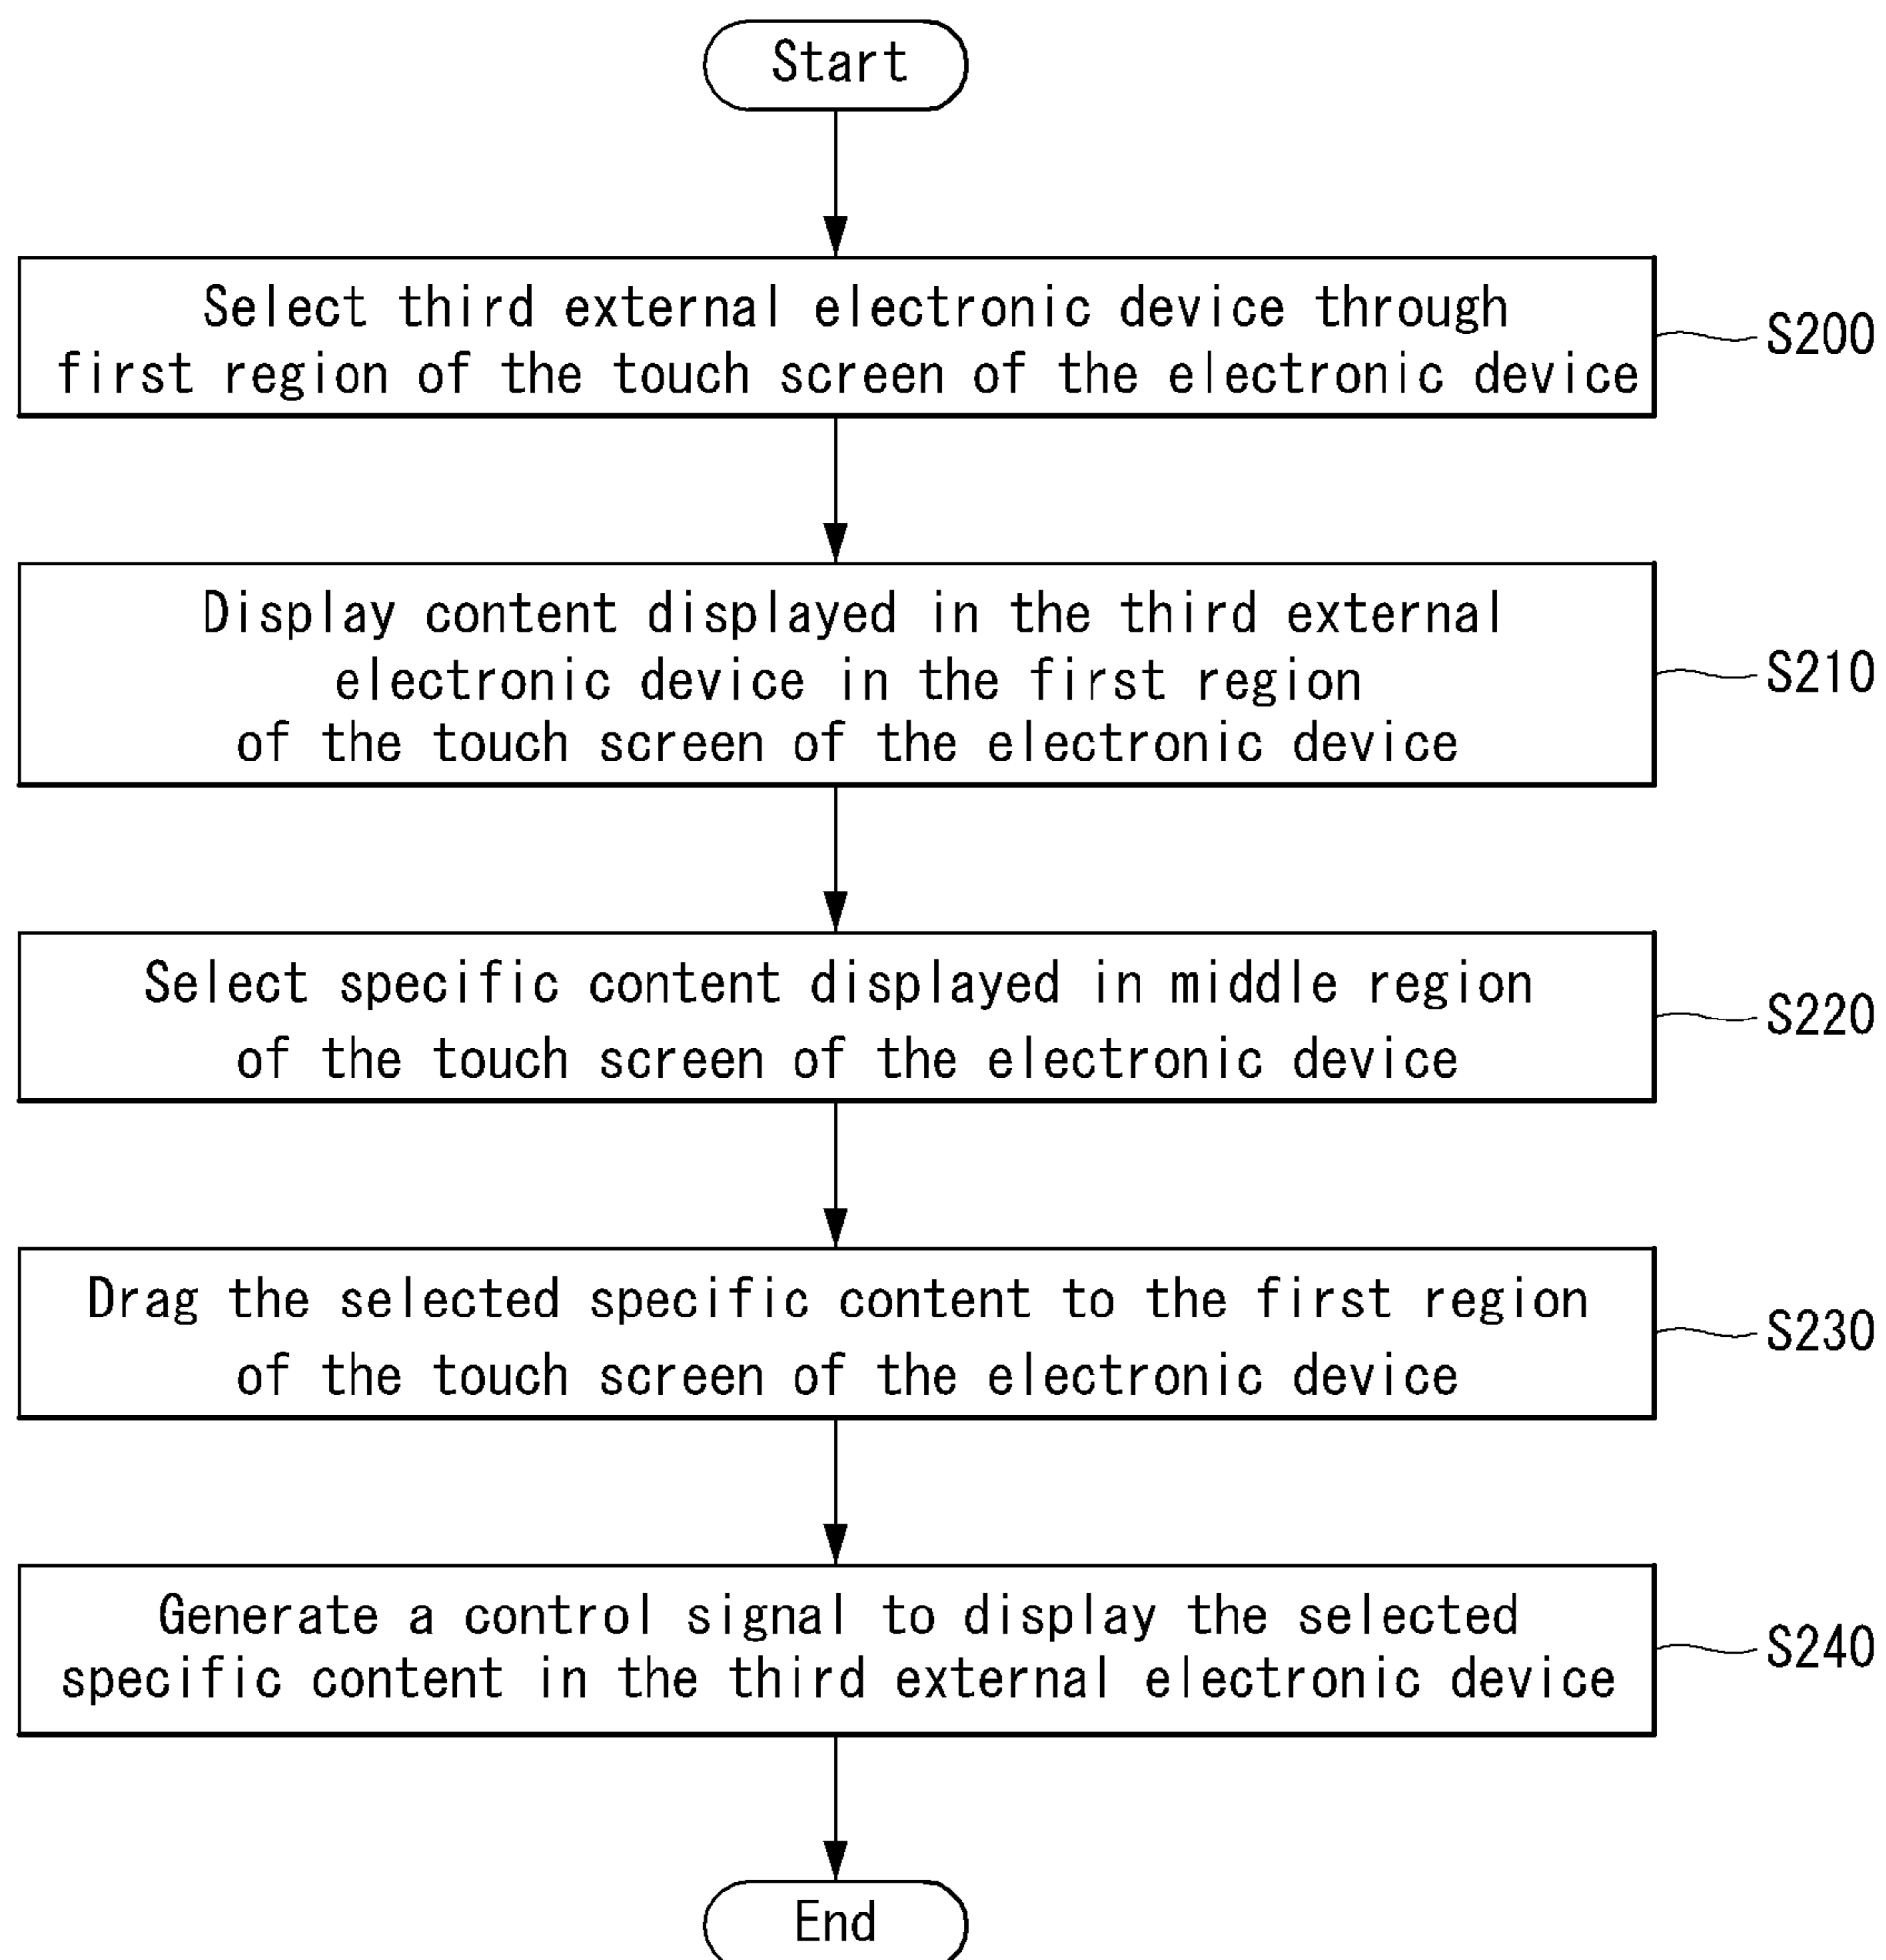 Start
Select third external electronic device through
first region of the touch screen of the electronic device
S200
Display content displayed in the third external
electronic device in the first region
of the touch screen of the electronic device
S210
Select specific content displayed in middle region
of the touch screen of the electronic device
S220
Drag the selected specific content to the first region
of the touch screen of the electronic device
S230
Generate a control signal to display the selected
specific content in the third external electronic device
S240
End